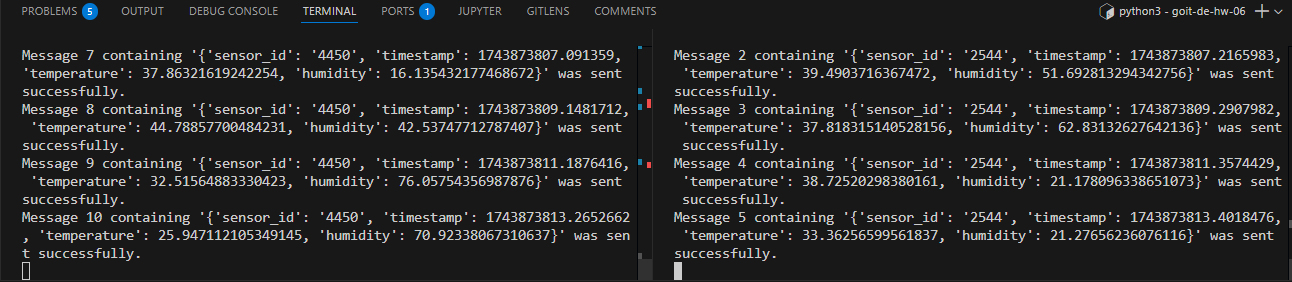 PROBLEMS 5 OUTPUT DEBUG CONSOLE TERMINAL PORTS 1 JUPYTER GITLENS COMMENTS python3 - goit-de-hw-06
Message 7 containing '{'sensor_id': '4450', 'timestamp': 1743873807.091359,
 'temperature': 37.86321619242254, 'humidity': 16.135432177468672}' was sent
successfully.
Message 8 containing '{'sensor_id': '4450', 'timestamp': 1743873809.1481712,
 'temperature': 44.78857700484231, 'humidity': 42.53747712787407}' was sent
successfully.
Message 9 containing '{'sensor_id': '4450', 'timestamp': 1743873811.1876416,
 'temperature': 32.51564883330423, 'humidity': 76.05754356987876}' was sent
successfully.
Message 10 containing '{'sensor_id': '4450', 'timestamp': 1743873813.2652662
, 'temperature': 25.947112105349145, 'humidity': 70.92338067310637}' was sen
t successfully.
Message 2 containing '{'sensor_id': '2544', 'timestamp': 1743873807.2165983,
 'temperature': 39.4903716367472, 'humidity': 51.692813294342756}' was sent
successfully.
Message 3 containing '{'sensor_id': '2544', 'timestamp': 1743873809.2907982,
 'temperature': 37.818315140528156, 'humidity': 62.83132627642136}' was sent
 successfully.
Message 4 containing '{'sensor_id': '2544', 'timestamp': 1743873811.3574429,
 'temperature': 38.72520298380161, 'humidity': 21.178096338651073}' was sent
 successfully.
Message 5 containing '{'sensor_id': '2544', 'timestamp': 1743873813.4018476,
 'temperature': 33.36256599561837, 'humidity': 21.27656236076116}' was sent
successfully.